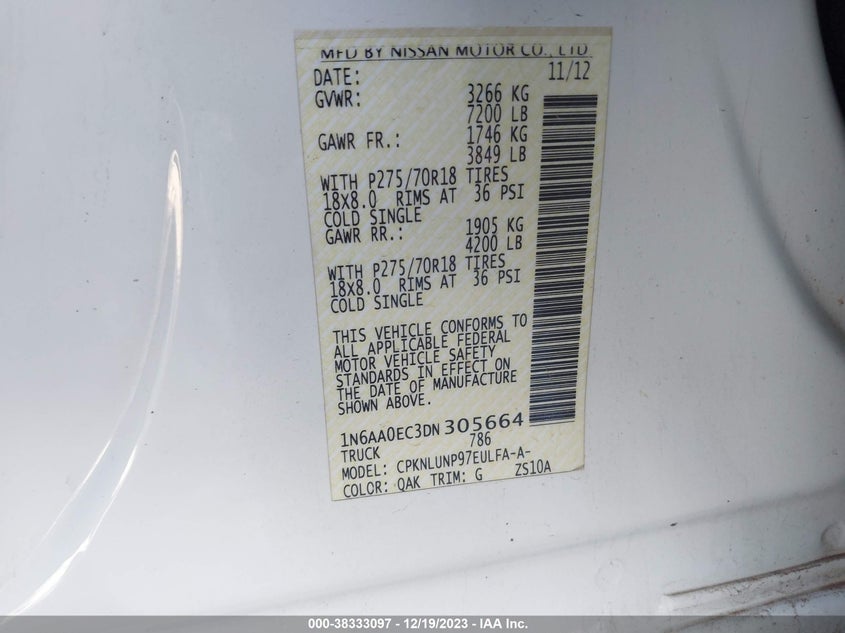 MFD BY NISSAN MOTOR CO., LTD.
DATE: 11/12
GVWR: 3266 KG
7200 LB
GAWR FR.: 1746 KG
3849 LB
WITH P275/70R18 TIRES
18X8.0 RIMS AT 36 PSI
COLD SINGLE
GAWR RR.: 1905 KG
4200 LB
WITH P275/70R18 TIRES
18X8.0 RIMS AT 36 PSI
COLD SINGLE
THIS VEHICLE CONFORMS TO
ALL APPLICABLE FEDERAL
MOTOR VEHICLE SAFETY
STANDARDS IN EFFECT ON
THE DATE OF MANUFACTURE
SHOWN ABOVE.
1N6AA0EC3DN305664
TRUCK 786
MODEL: CPKNLUNP97EULFA-A-
COLOR: QAK TRIM: G ZS10A
000-38333097 - 12/19/2023 - IAA Inc.